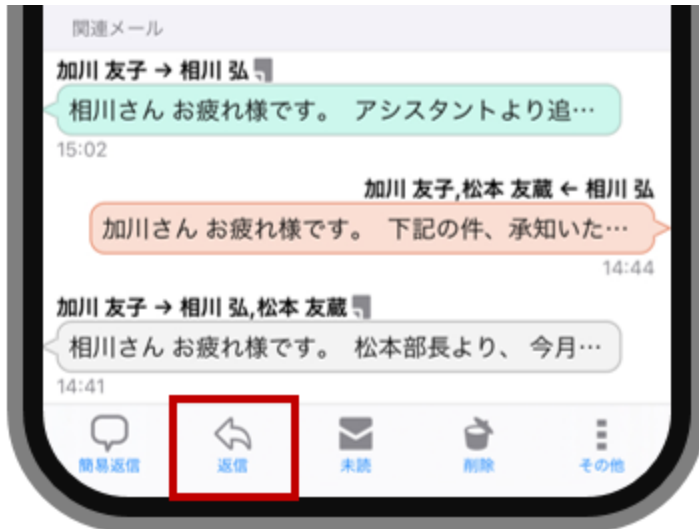 関連メール
加川 友子 → 相川 弘
相川さん お疲れ様です。 アシスタントより追…
15:02
加川 友子,松本 友蔵 ← 相川 弘
加川さん お疲れ様です。 下記の件、承知いた…
14:44
加川 友子 → 相川 弘,松本 友蔵
相川さん お疲れ様です。 松本部長より、 今月…
14:41
簡易返信 返信 未読 削除 その他